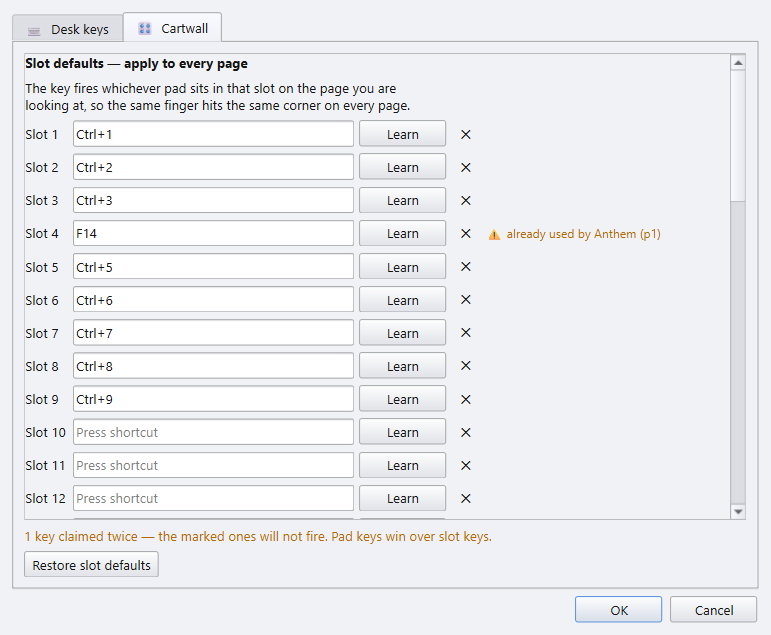 Desk keys
Cartwall
Slot defaults — apply to every page
The key fires whichever pad sits in that slot on the page you are
looking at, so the same finger hits the same corner on every page.
Slot 1 Ctrl+1 Learn ×
Slot 2 Ctrl+2 Learn ×
Slot 3 Ctrl+3 Learn ×
Slot 4 F14 Learn × already used by Anthem (p1)
Slot 5 Ctrl+5 Learn ×
Slot 6 Ctrl+6 Learn ×
Slot 7 Ctrl+7 Learn ×
Slot 8 Ctrl+8 Learn ×
Slot 9 Ctrl+9 Learn ×
Slot 10 Press shortcut Learn ×
Slot 11 Press shortcut Learn ×
Slot 12 Press shortcut Learn ×
1 key claimed twice — the marked ones will not fire. Pad keys win over slot keys.
Restore slot defaults
OK
Cancel